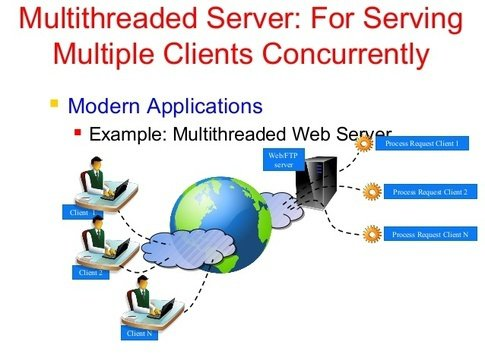 Multithreaded Server: For Serving
Multiple Clients Concurrently
Modern Applications
Example: Multithreaded Web Server
Process Request Client 1
Web/FTP
server
Process Request Client 2
Client 1
Process Request Client N
Client 2
Client N